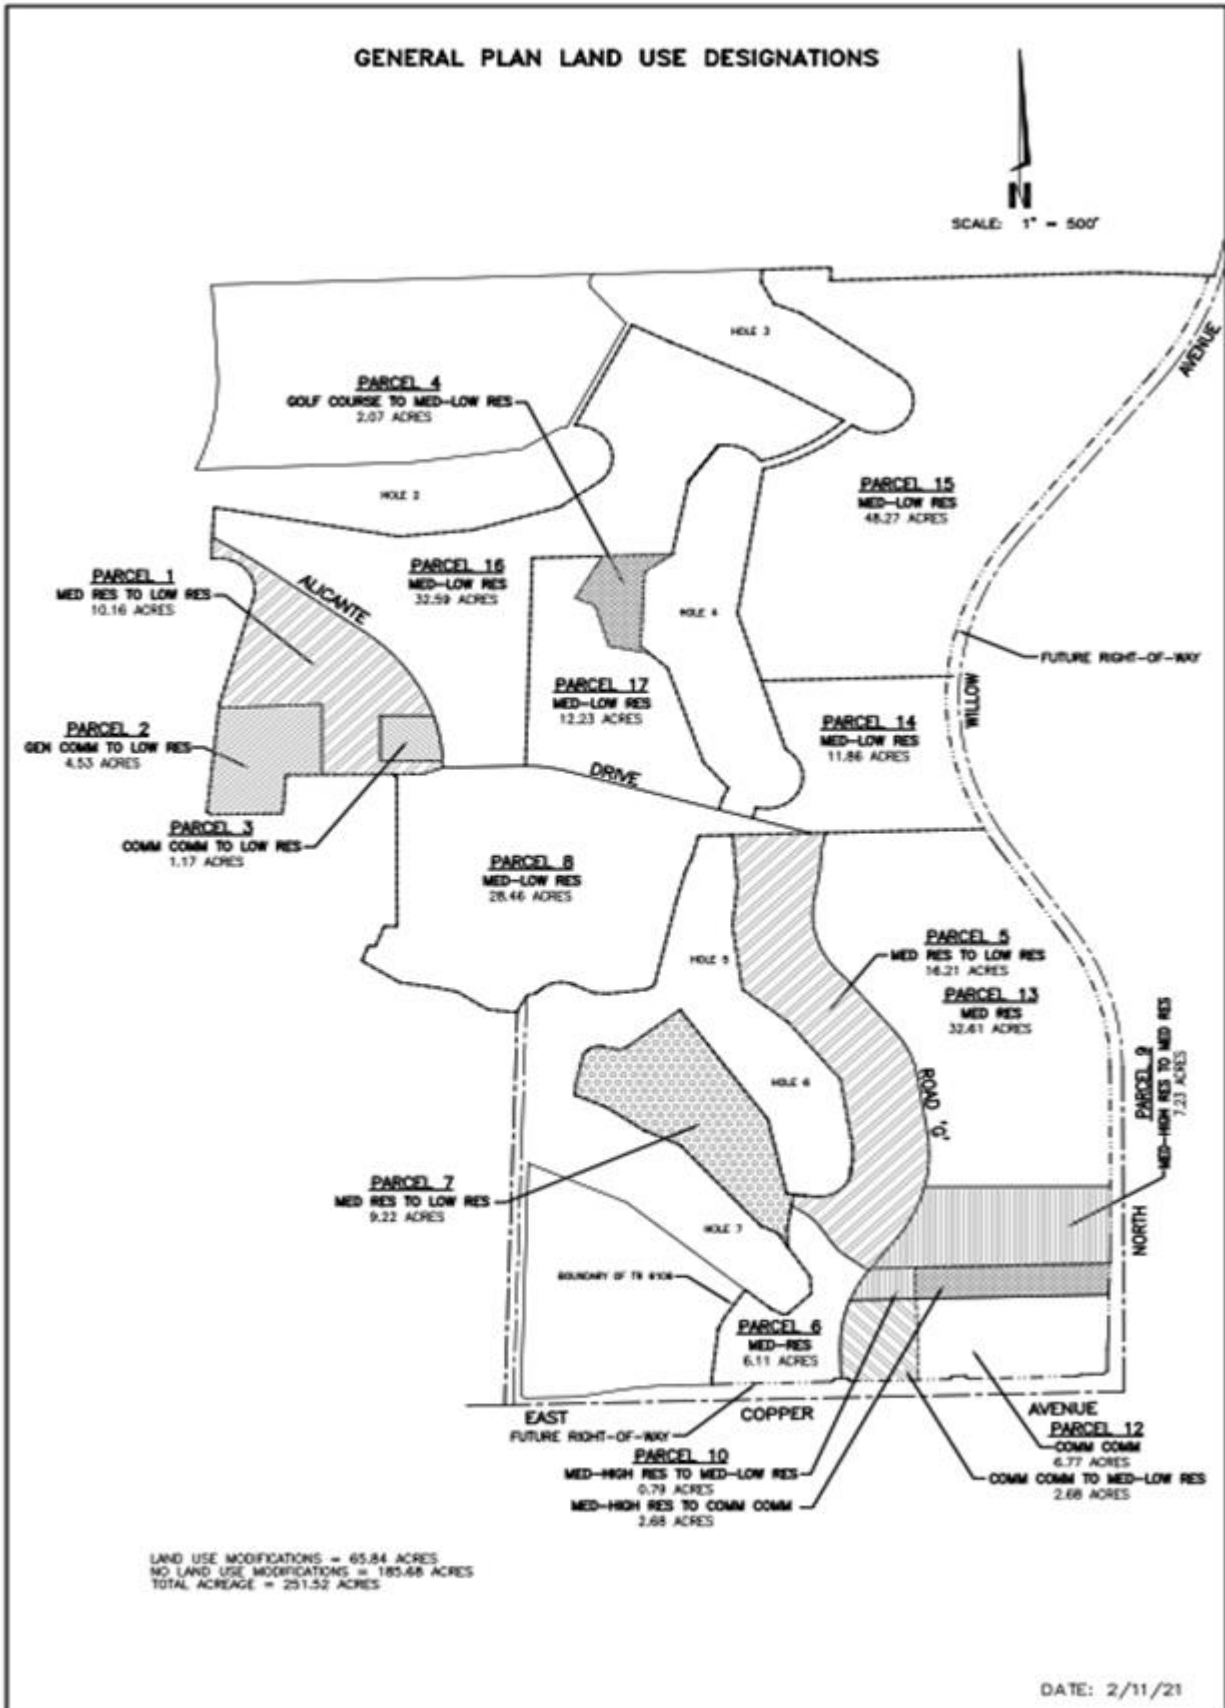 GENERAL PLAN LAND USE DESIGNATIONS
N
SCALE: 1" = 500'
HOLE 3
AVENUE
PARCEL 4
GOLF COURSE TO MED-LOW RES
2.07 ACRES
HOLE 2
PARCEL 15
MED-LOW RES
48.27 ACRES
PARCEL 1
MED RES TO LOW RES
10.16 ACRES
ALICANTE
PARCEL 16
MED-LOW RES
32.59 ACRES
HOLE 4
FUTURE RIGHT-OF-WAY
WILLOW
PARCEL 17
MED-LOW RES
12.23 ACRES
PARCEL 2
GEN COMM TO LOW RES
4.53 ACRES
PARCEL 14
MED-LOW RES
11.86 ACRES
DRIVE
PARCEL 3
COMM COMM TO LOW RES
1.17 ACRES
PARCEL 8
MED-LOW RES
28.46 ACRES
HOLE 5
PARCEL 5
MED RES TO LOW RES
16.21 ACRES
PARCEL 13
MED RES
32.61 ACRES
HOLE 6
ROAD 'G'
PARCEL 9
MED-HIGH RES TO MED RES
7.23 ACRES
PARCEL 7
MED RES TO LOW RES
9.22 ACRES
HOLE 7
NORTH
BOUNDARY OF TR 6106
PARCEL 6
MED-RES
6.11 ACRES
EAST COPPER AVENUE
FUTURE RIGHT-OF-WAY
PARCEL 12
COMM COMM
6.77 ACRES
COMM COMM TO MED-LOW RES
2.68 ACRES
PARCEL 10
MED-HIGH RES TO MED-LOW RES
0.79 ACRES
MED-HIGH RES TO COMM COMM
2.68 ACRES
LAND USE MODIFICATIONS = 65.84 ACRES
NO LAND USE MODIFICATIONS = 185.68 ACRES
TOTAL ACREAGE = 251.52 ACRES
DATE: 2/11/21